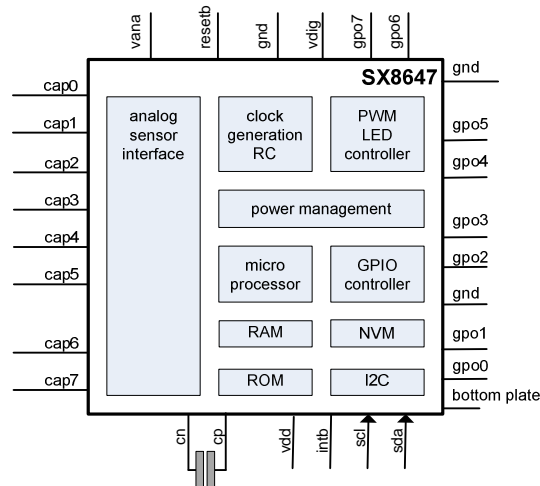 vana
resetb
gnd
vdig
gpo7
gpo6
SX8647
cap0
cap1
cap2
cap3
cap4
cap5
cap6
cap7
analog
sensor
interface
clock
generation
RC
PWM
LED
controller
power management
micro
processor
GPIO
controller
RAM
NVM
ROM
I2C
gnd
gpo5
gpo4
gpo3
gpo2
gnd
gpo1
gpo0
bottom plate
cn
cp
vdd
intb
scl
sda